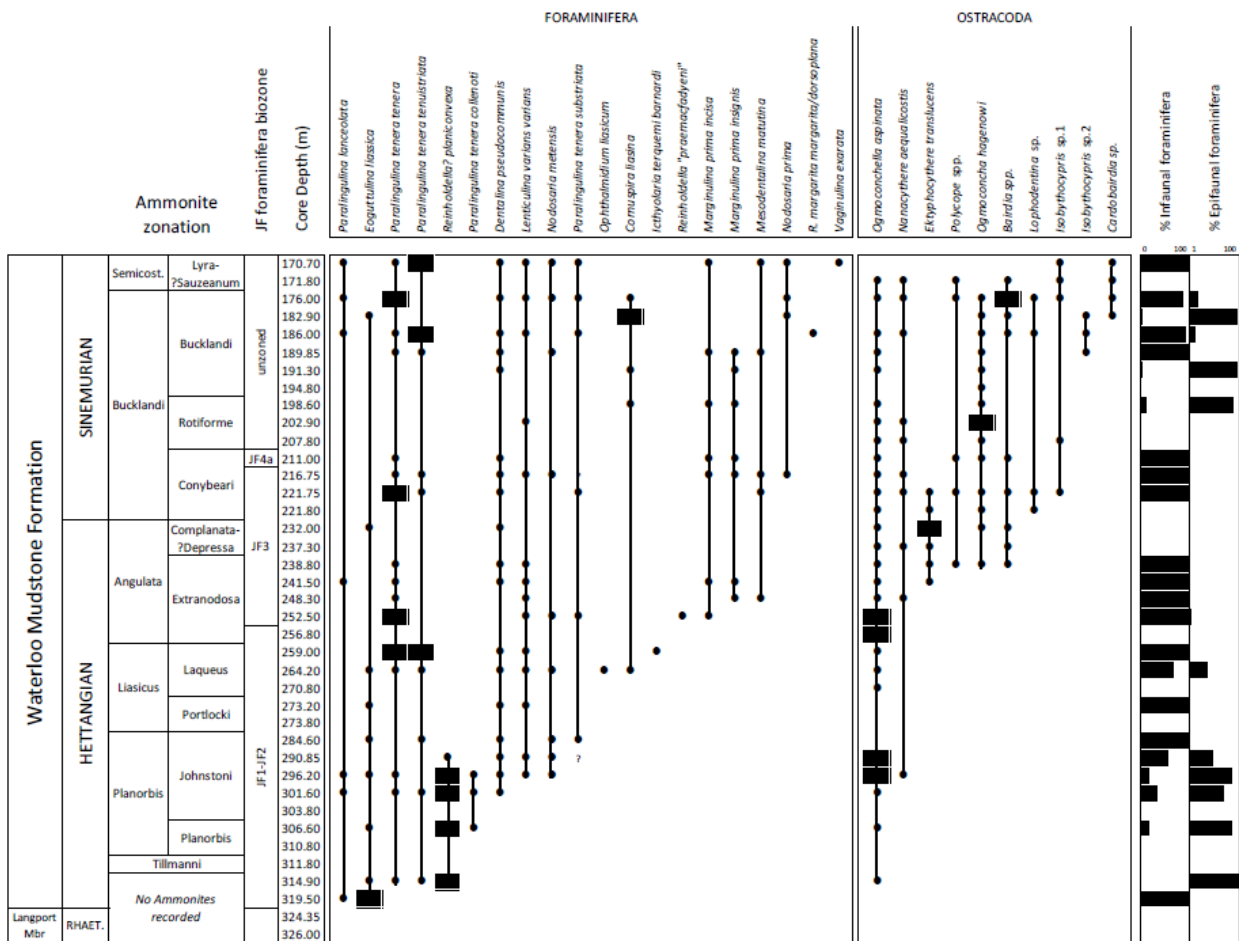 FORAMINIFERA
OSTRACODA
Ammonite
zonation
JF foraminifera biozone
Core Depth (m)
Paralingulina lanceolata
Eoguttulina liassica
Paralingulina tenera
Paralingulina tenera tenuistriata
Reinholdella? planiconvexa
Paralingulina tenera collenoti
Dentalina pseudocommunis
Lenticulina varians varians
Nodosaria metensis
Paralingulina tenera substriata
Ophthalmidium liasicum
Cornuspira liasina
Icthyolaria terquemi barnardi
Reinholdella "praemacfadyeni"
Marginulina prima incisa
Marginulina prima insignis
Mesodentalina matutina
Nodosaria prima
R. margarita margarita/dorsoplana
Vaginulina exarata
Ogmoconchella aspinata
Nanocythere aequalicostis
Ektyphocythere translucens
Polycope spp.
Ogmoconcha hagenowi
Bairdia spp.
Lophodentina sp.
Isobythocypris sp.1
Isobythocypris sp.2
Cardobairdia sp.
% Infaunal foraminifera
% Epifaunal foraminifera
0 100 1 100
Waterloo Mudstone Formation
Langport
Mbr
SINEMURIAN
HETTANGIAN
RHAET.
Semicost.
Bucklandi
Angulata
Liasicus
Planorbis
Tillmanni
No Ammonites
recorded
Lyra-
?Sauzeanum
Bucklandi
Rotiforme
Conybeari
Complanata-
?Depressa
Extranodosa
Laqueus
Portlocki
Johnstoni
Planorbis
unzoned
JF4a
JF3
JF1-JF2
170.70
171.80
176.00
182.90
186.00
189.85
191.30
194.80
198.60
202.90
207.80
211.00
216.75
221.75
221.80
232.00
237.30
238.80
241.50
248.30
252.50
256.80
259.00
264.20
270.80
273.20
273.80
284.60
290.85
296.20
301.60
303.80
306.60
310.80
311.80
314.90
319.50
324.35
326.00
?